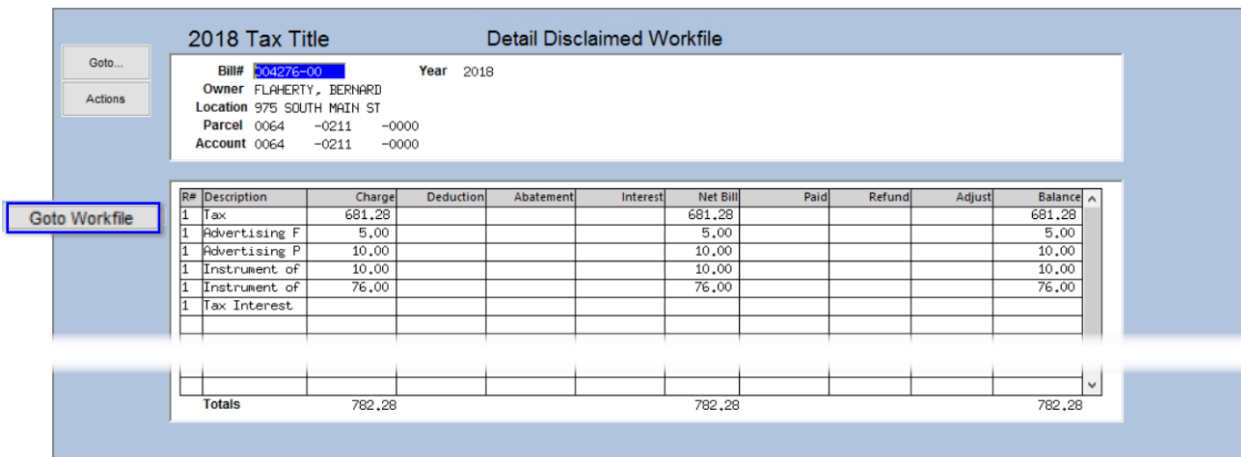 2018 Tax Title Detail Disclaimed Workfile
Goto...
Actions
Bill# 004276-00 Year 2018
Owner FLAHERTY, BERNARD
Location 975 SOUTH MAIN ST
Parcel 0064 -0211 -0000
Account 0064 -0211 -0000
Goto Workfile
R# Description Charge Deduction Abatement Interest Net Bill Paid Refund Adjust Balance
1 Tax 681.28 681.28 681.28
1 Advertising F 5.00 5.00 5.00
1 Advertising P 10.00 10.00 10.00
1 Instrument of 10.00 10.00 10.00
1 Instrument of 76.00 76.00 76.00
1 Tax Interest
Totals 782.28 782.28 782.28